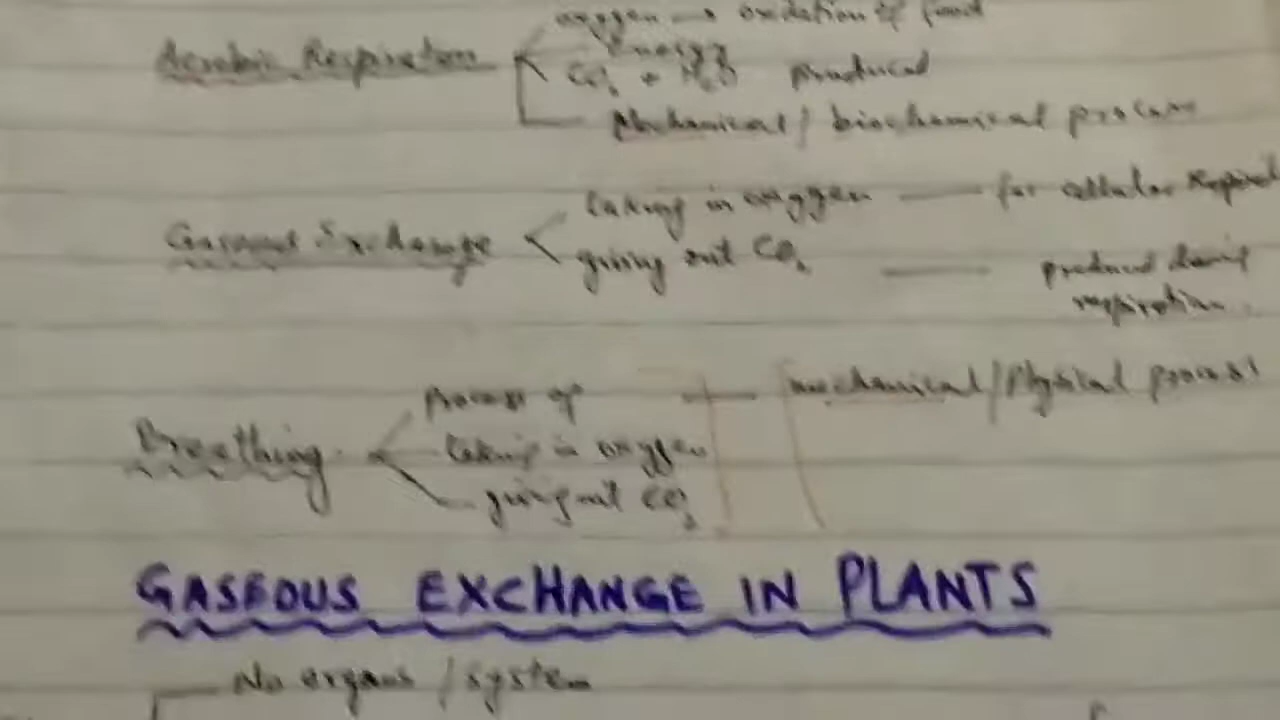 oxygen → oxidation of food
Aerobic Respiration
Energy
CO₂ + H₂O produced
Mechanical / biochemical process
taking in oxygen — for cellular Respirat
Gaseous Exchange
giving out CO₂ — produced during
respiration.
process of — mechanical/Physical process
Breathing
taking in oxygen
giving out CO₂
GASEOUS EXCHANGE IN PLANTS
No organs / system